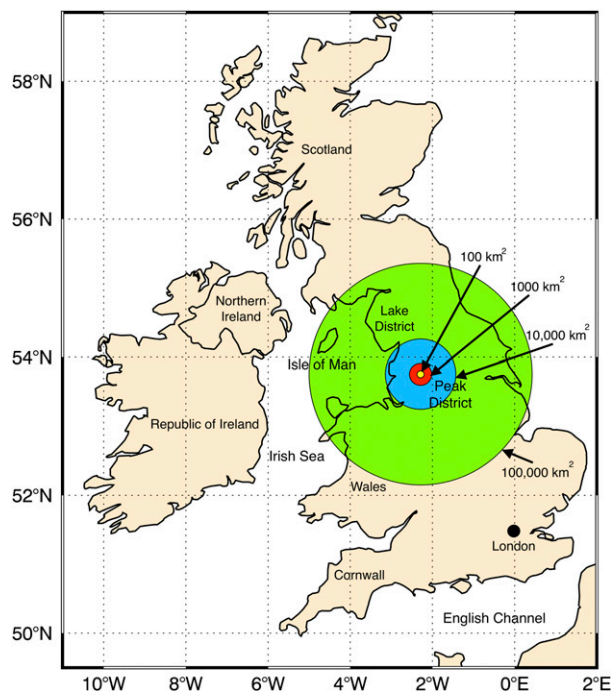 58°N
56°N
54°N
52°N
50°N
Scotland
100 km²
1000 km²
10,000 km²
Northern
Ireland
Lake
District
Isle of Man
Peak
District
Republic of Ireland
Irish Sea
100,000 km²
Wales
London
Cornwall
English Channel
10°W
8°W
6°W
4°W
2°W
0°E
2°E